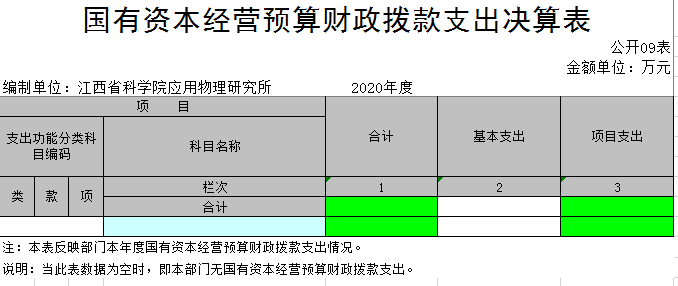 国有资本经营预算财政拨款支出决算表
公开09表
金额单位：万元
编制单位：江西省科学院应用物理研究所 2020年度
项 目
支出功能分类科目编码 科目名称 合计 基本支出 项目支出
类 款 项 栏次 1 2 3
合计
注：本表反映部门本年度国有资本经营预算财政拨款支出情况。
说明：当此表数据为空时，即本部门无国有资本经营预算财政拨款支出。